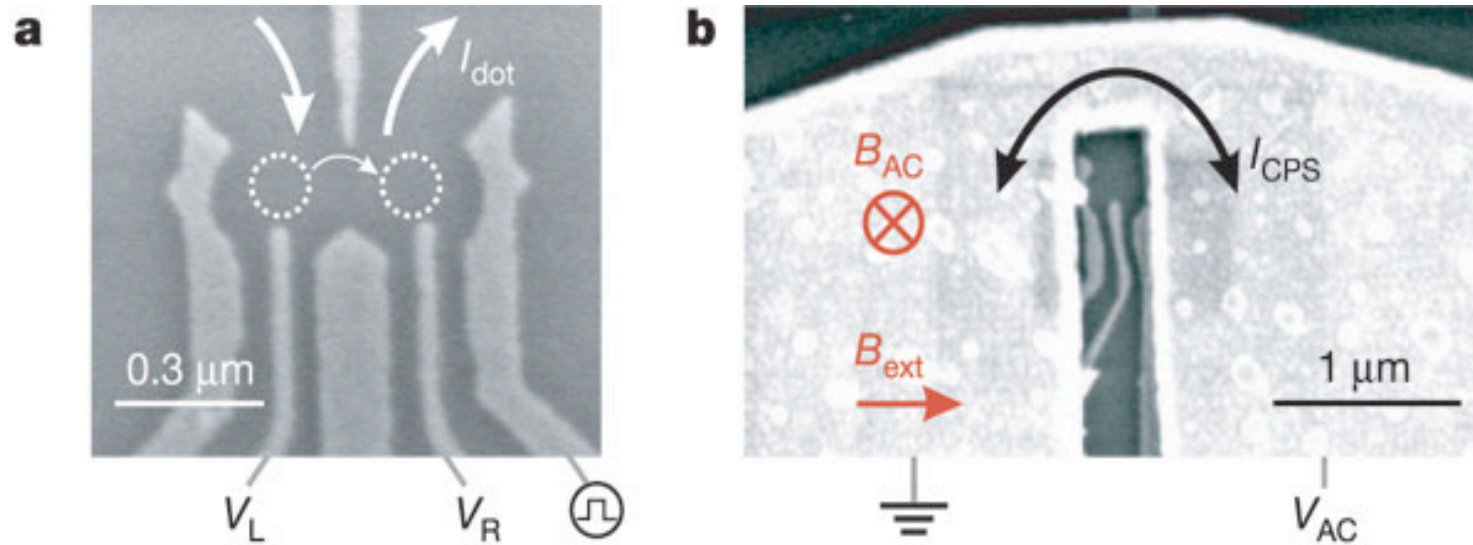 a
I_dot
0.3 μm
V_L
V_R
b
B_AC
I_CPS
B_ext
1 μm
V_AC